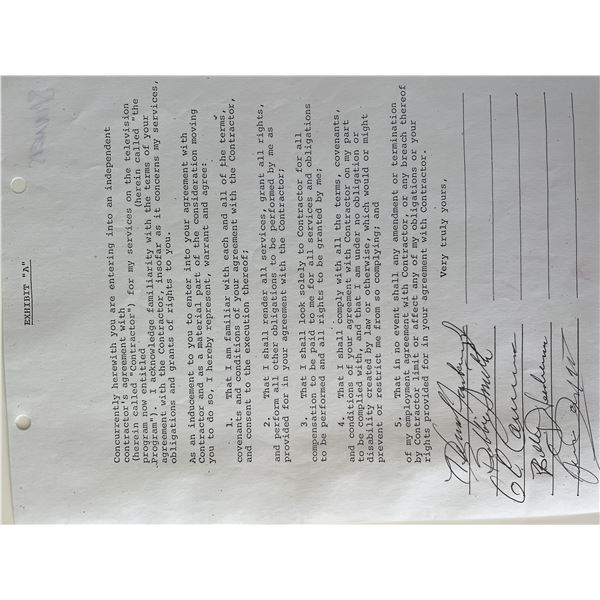 EXHIBIT "A"
Concurrently herewith you are entering into an independent
contractor's agreement with
(herein called "Contractor") for my services on the television
program now entitled (herein called "the
Program"). I acknowledge familiarity with the terms of your
agreement with the Contractor, insofar as it concerns my services,
obligations and grants of rights to you.
As an inducement to you to enter into your agreement with
Contractor and as a material part of the consideration moving
you to do so, I hereby represent, warrant and agree:
1. That I am familiar with each and all of the terms,
covenants and conditions of your agreement with the Contractor,
and consent to the execution thereof;
2. That I shall render all services, grant all rights,
and perform all other obligations to be performed by me as
provided for in your agreement with the Contractor;
3. That I shall look solely to Contractor for all
compensation to be paid to me for all services and obligations
to be performed and all rights to be granted by me;
4. That I shall comply with all the terms, covenants,
and conditions of your agreement with Contractor on my part
to be complied with, and that I am under no obligation or
disability created by law or otherwise, which would or might
prevent or restrict me from so complying; and
5. That in no event shall any amendment or termination
of my employment agreement with Contractor, or any breach thereof
by Contractor limit or affect any of my obligations or your
rights provided for in your agreement with Contractor.
Very truly yours,
Smith
Billy